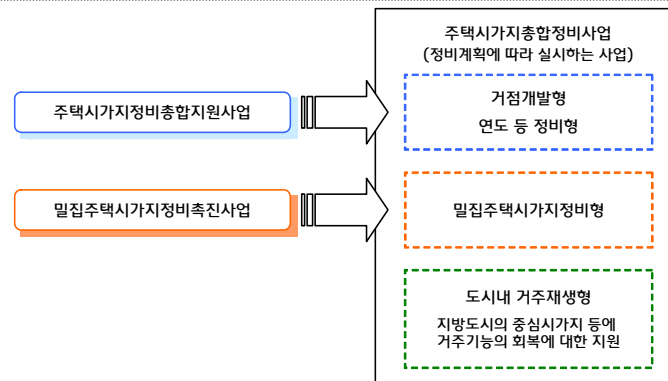 주택시가지총합정비사업
(정비계획에 따라 실시하는 사업)
주택시가지정비총합지원사업
거점개발형
연도 등 정비형
밀집주택시가지정비촉진사업
밀집주택시가지정비형
도시내 거주재생형
지방도시의 중심시가지 등에
거주기능의 회복에 대한 지원